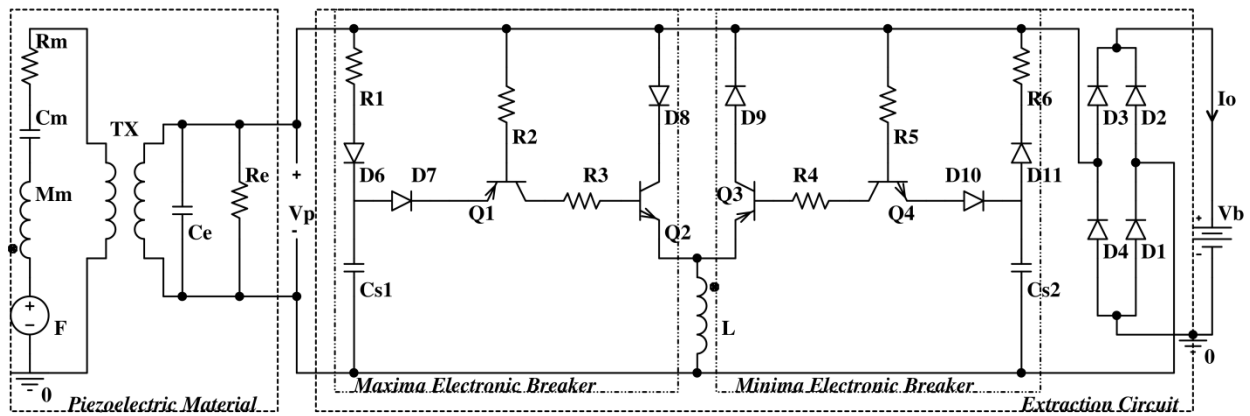 Rm
Cm
Mm
F
0
TX
Ce
Re
+
Vp
-
R1
D6
D7
Cs1
R2
Q1
R3
D8
Q2
L
D9
Q3
R4
R5
Q4
D10
R6
D11
Cs2
D3
D2
D4
D1
Io
+
Vb
-
0
Piezoelectric Material
Maxima Electronic Breaker
Minima Electronic Breaker
Extraction Circuit